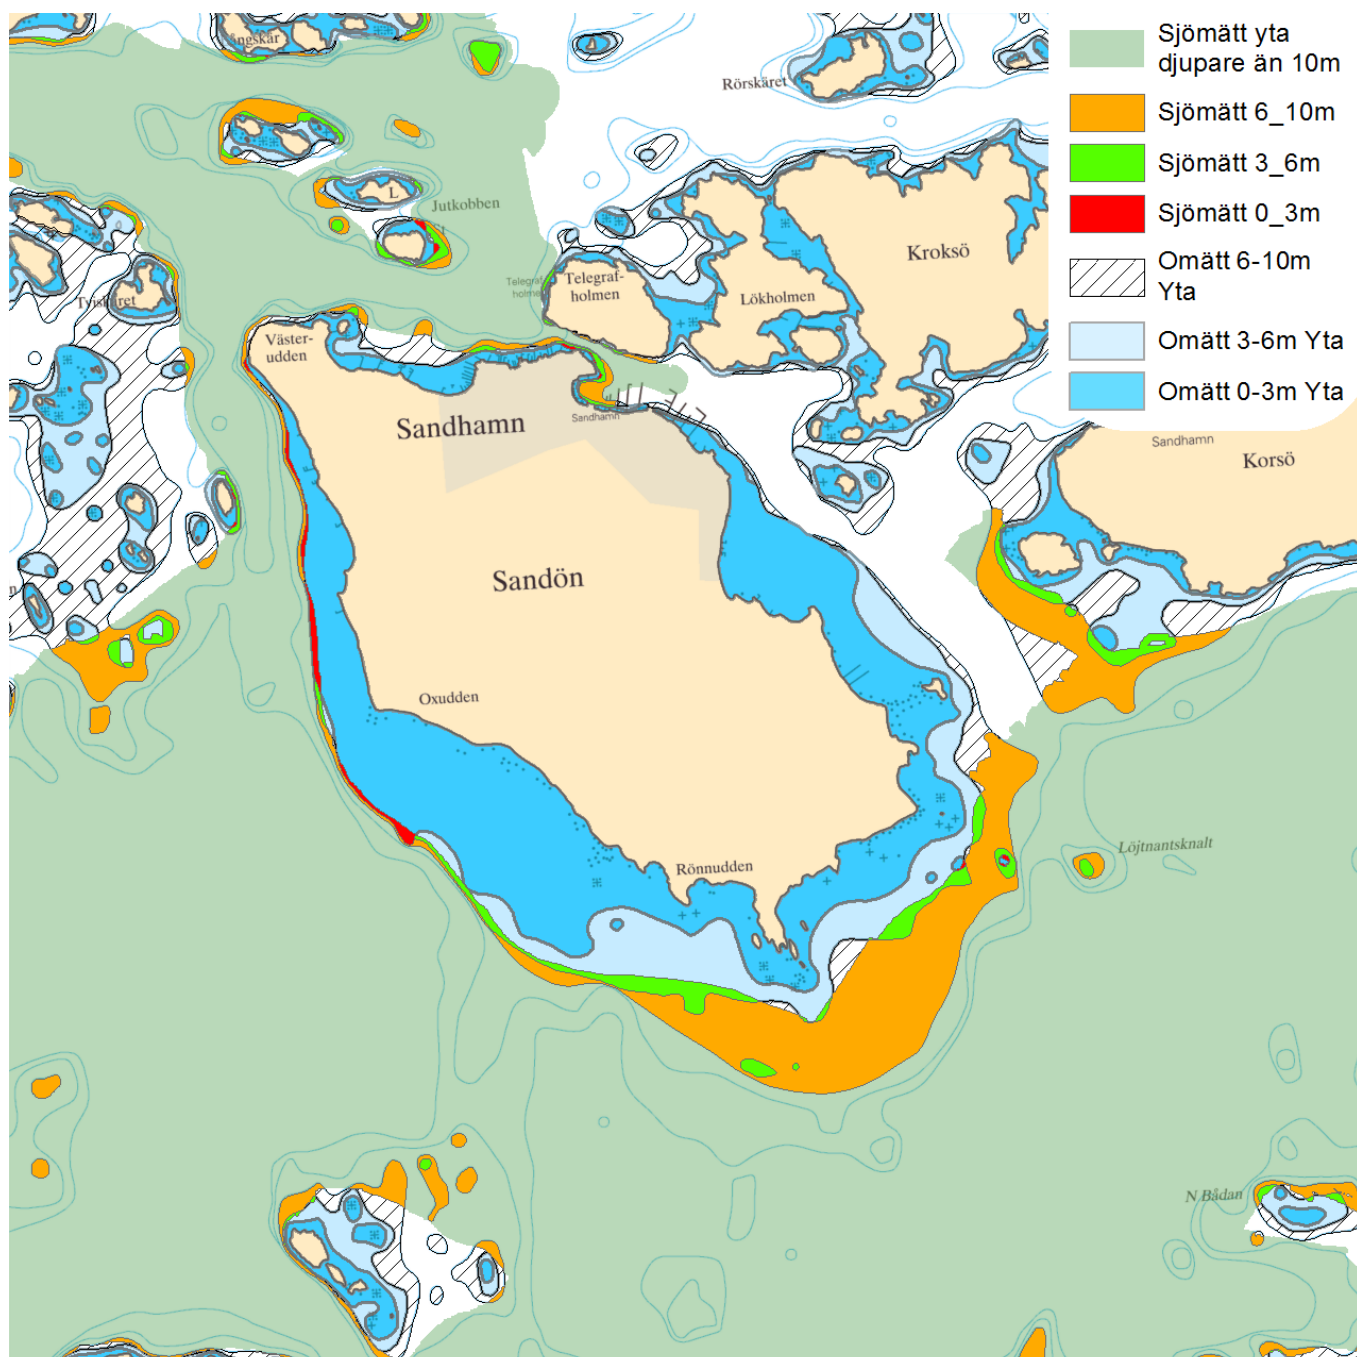 Sjömätt yta
djupare än 10m
Sjömätt 6_10m
Sjömätt 3_6m
Sjömätt 0_3m
Omätt 6-10m
Yta
Omätt 3-6m Yta
Omätt 0-3m Yta
Rörskäret
L
Jutkobben
Kroksö
Telegraf-
holmen
Telegraf-
holmen
Lökholmen
Väster-
udden
Sandhamn
Sandhamn
Sandhamn
Korsö
Sandön
Oxudden
Rönnudden
Löjtnantsknalt
N Bådan